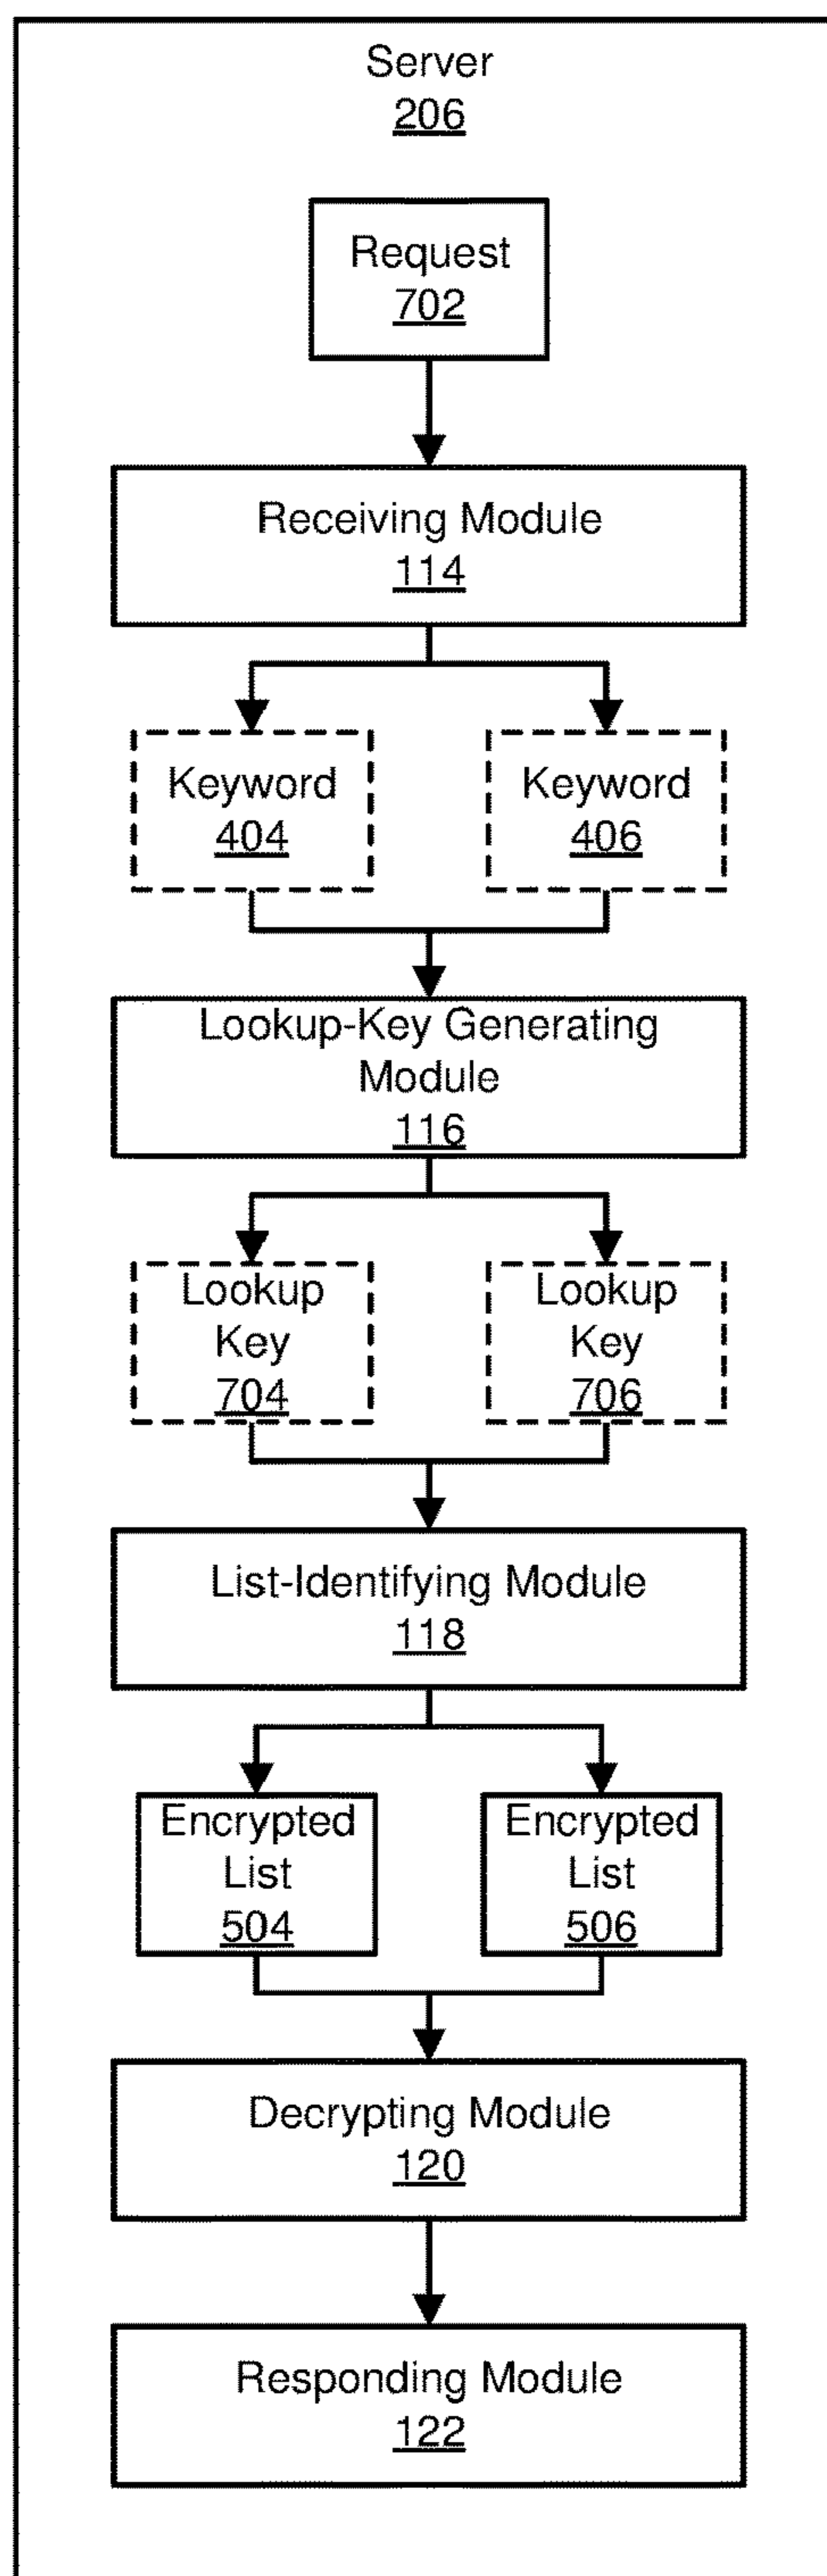 Server
206
Request
702
Receiving Module
114
Keyword
404
Keyword
406
Lookup-Key Generating
Module
116
Lookup
Key
704
Lookup
Key
706
List-Identifying Module
118
Encrypted
List
504
Encrypted
List
506
Decrypting Module
120
Responding Module
122